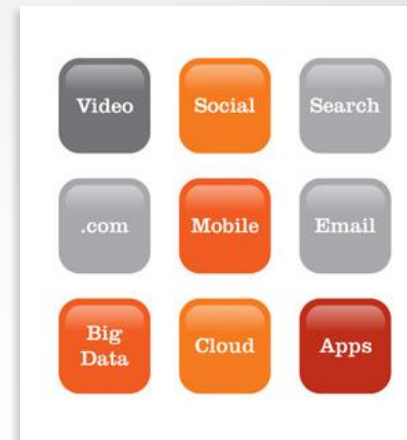 Video
Social
Search
.com
Mobile
Email
Big
Data
Cloud
Apps